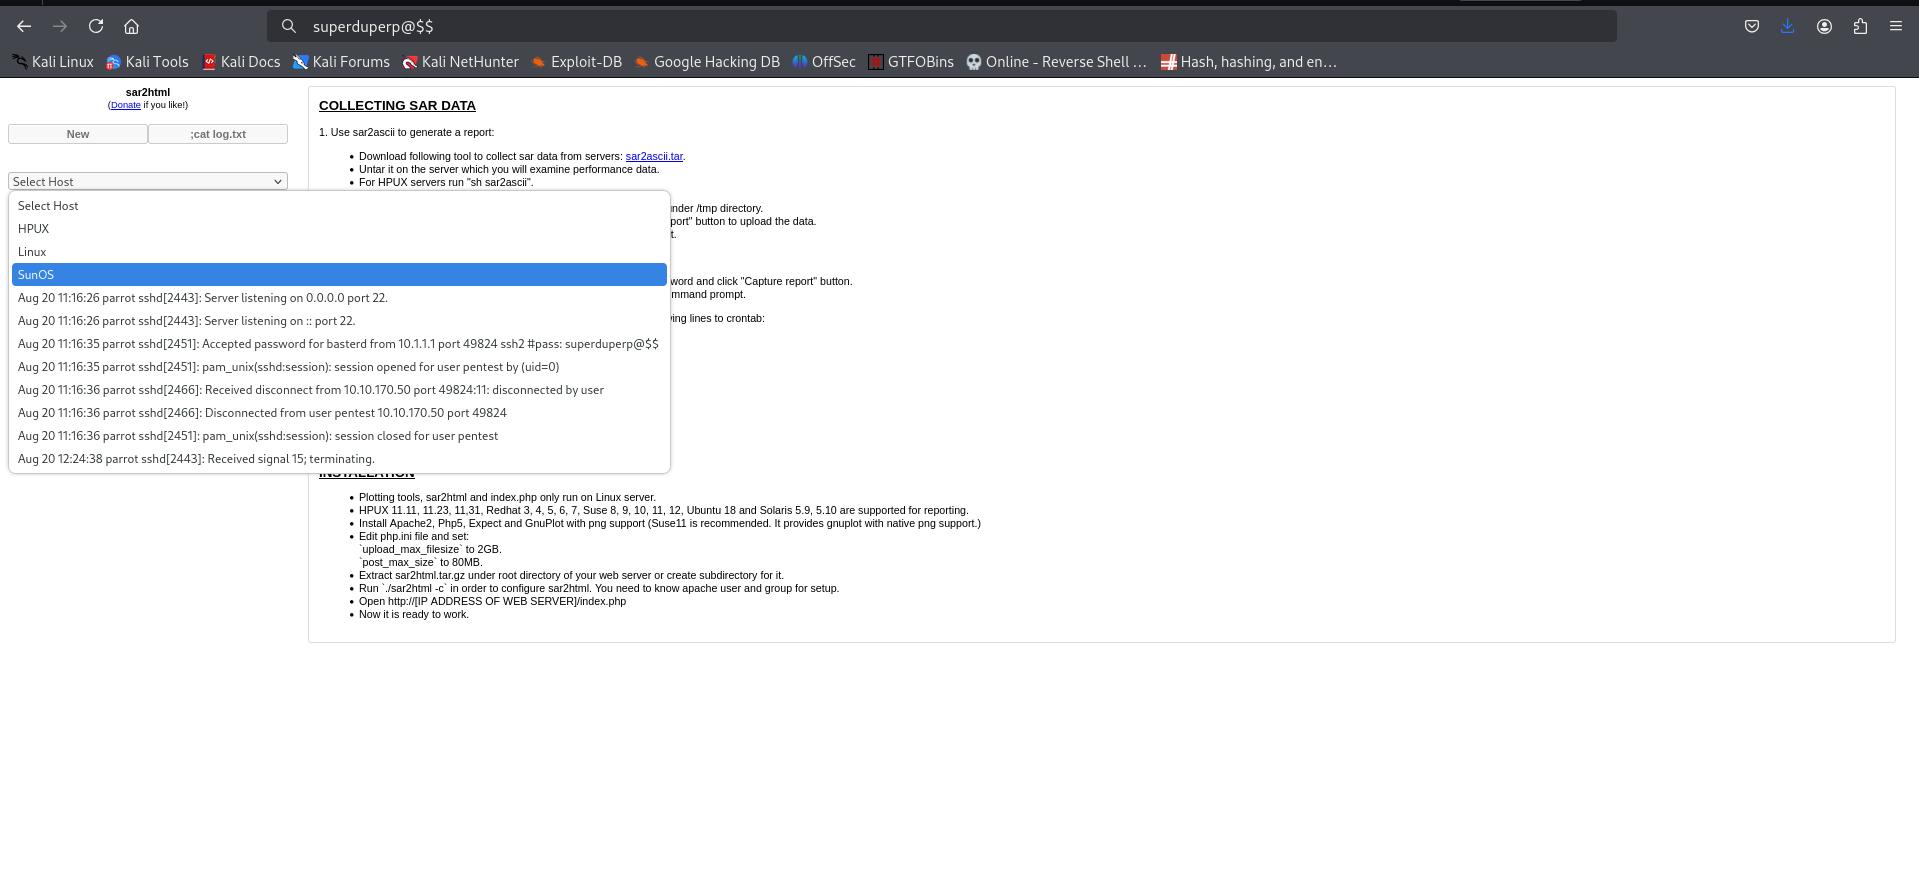 superduperp@$$
Kali Linux Kali Tools Kali Docs Kali Forums Kali NetHunter Exploit-DB Google Hacking DB OffSec GTFOBins Online - Reverse Shell … Hash, hashing, and en…
sar2html
(Donate if you like!)
New ;cat log.txt
Select Host
Select Host
HPUX
Linux
SunOS
Aug 20 11:16:26 parrot sshd[2443]: Server listening on 0.0.0.0 port 22.
Aug 20 11:16:26 parrot sshd[2443]: Server listening on :: port 22.
Aug 20 11:16:35 parrot sshd[2451]: Accepted password for basterd from 10.1.1.1 port 49824 ssh2 #pass: superduperp@$$
Aug 20 11:16:35 parrot sshd[2451]: pam_unix(sshd:session): session opened for user pentest by (uid=0)
Aug 20 11:16:36 parrot sshd[2466]: Received disconnect from 10.10.170.50 port 49824:11: disconnected by user
Aug 20 11:16:36 parrot sshd[2466]: Disconnected from user pentest 10.10.170.50 port 49824
Aug 20 11:16:36 parrot sshd[2451]: pam_unix(sshd:session): session closed for user pentest
Aug 20 12:24:38 parrot sshd[2443]: Received signal 15; terminating.
COLLECTING SAR DATA
1. Use sar2ascii to generate a report:
• Download following tool to collect sar data from servers: sar2ascii.tar.
• Untar it on the server which you will examine performance data.
• For HPUX servers run "sh sar2ascii".
under /tmp directory.
port" button to upload the data.
t.
word and click "Capture report" button.
mmand prompt.
ving lines to crontab:
INSTALLATION
• Plotting tools, sar2html and index.php only run on Linux server.
• HPUX 11.11, 11.23, 11,31, Redhat 3, 4, 5, 6, 7, Suse 8, 9, 10, 11, 12, Ubuntu 18 and Solaris 5.9, 5.10 are supported for reporting.
• Install Apache2, Php5, Expect and GnuPlot with png support (Suse11 is recommended. It provides gnuplot with native png support.)
• Edit php.ini file and set:
`upload_max_filesize` to 2GB.
`post_max_size` to 80MB.
• Extract sar2html.tar.gz under root directory of your web server or create subdirectory for it.
• Run `./sar2html -c` in order to configure sar2html. You need to know apache user and group for setup.
• Open http://[IP ADDRESS OF WEB SERVER]/index.php
• Now it is ready to work.